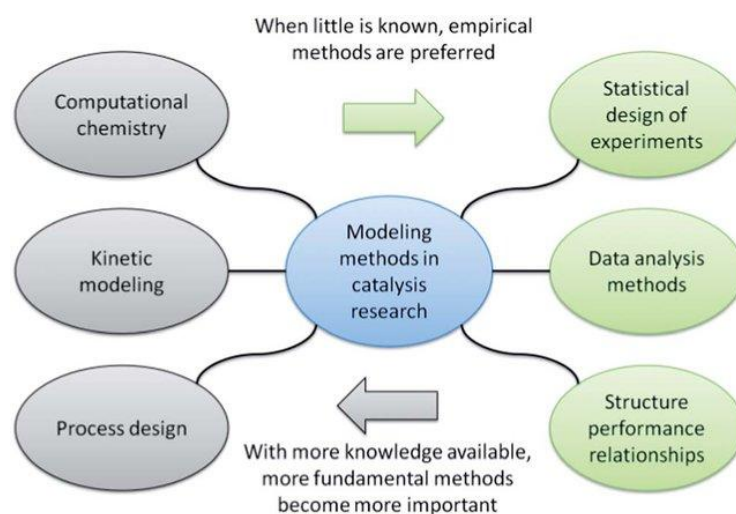 When little is known, empirical
methods are preferred
Computational
chemistry
Statistical
design of
experiments
Kinetic
modeling
Modeling
methods in
catalysis
research
Data analysis
methods
Process design
With more knowledge available,
more fundamental methods
become more important
Structure
performance
relationships